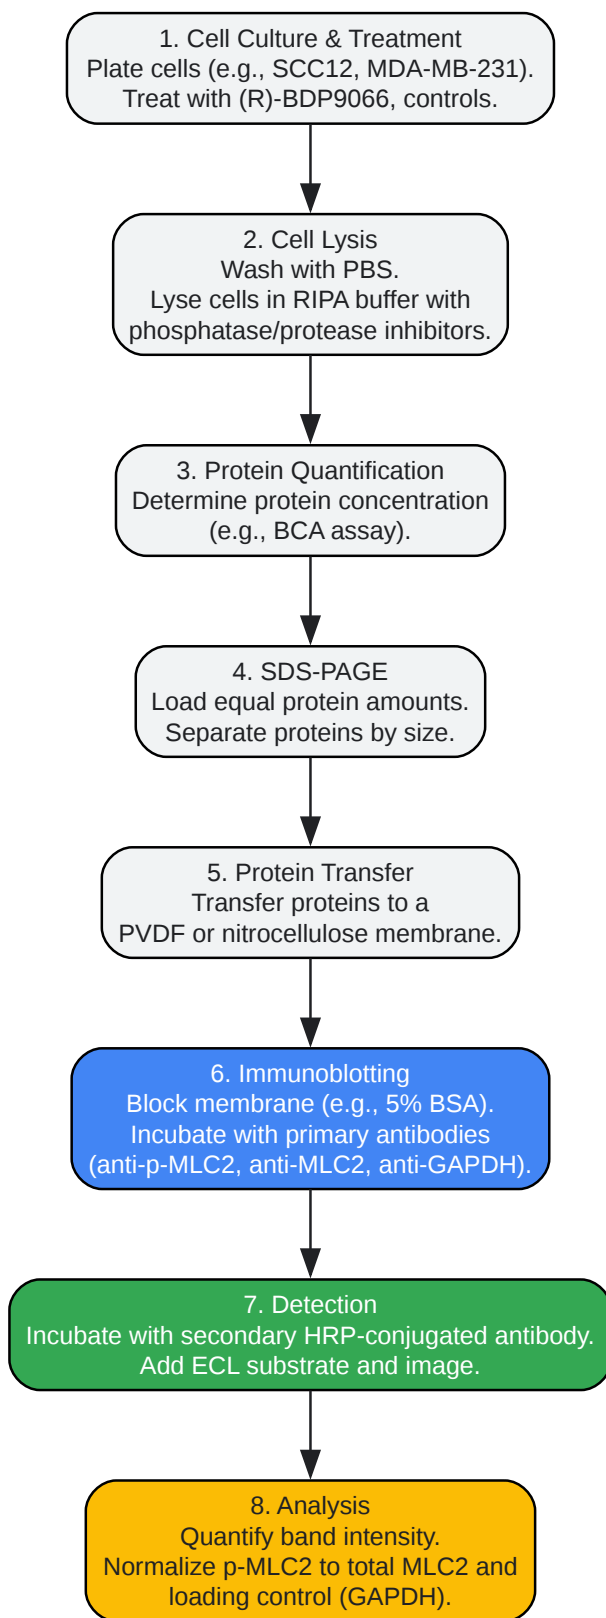 1. Cell Culture & Treatment
Plate cells (e.g., SCC12, MDA-MB-231).
Treat with (R)-BDP9066, controls.
2. Cell Lysis
Wash with PBS.
Lyse cells in RIPA buffer with
phosphatase/protease inhibitors.
3. Protein Quantification
Determine protein concentration
(e.g., BCA assay).
4. SDS-PAGE
Load equal protein amounts.
Separate proteins by size.
5. Protein Transfer
Transfer proteins to a
PVDF or nitrocellulose membrane.
6. Immunoblotting
Block membrane (e.g., 5% BSA).
Incubate with primary antibodies
(anti-p-MLC2, anti-MLC2, anti-GAPDH).
7. Detection
Incubate with secondary HRP-conjugated antibody.
Add ECL substrate and image.
8. Analysis
Quantify band intensity.
Normalize p-MLC2 to total MLC2 and
loading control (GAPDH).